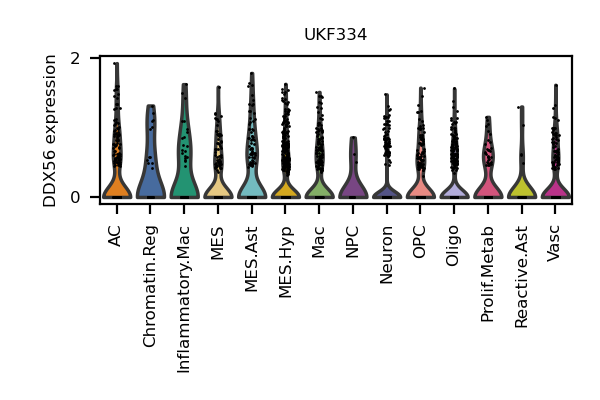 UKF334
DDX56 expression
2
0
AC
Chromatin.Reg
Inflammatory.Mac
MES
MES.Ast
MES.Hyp
Mac
NPC
Neuron
OPC
Oligo
Prolif.Metab
Reactive.Ast
Vasc